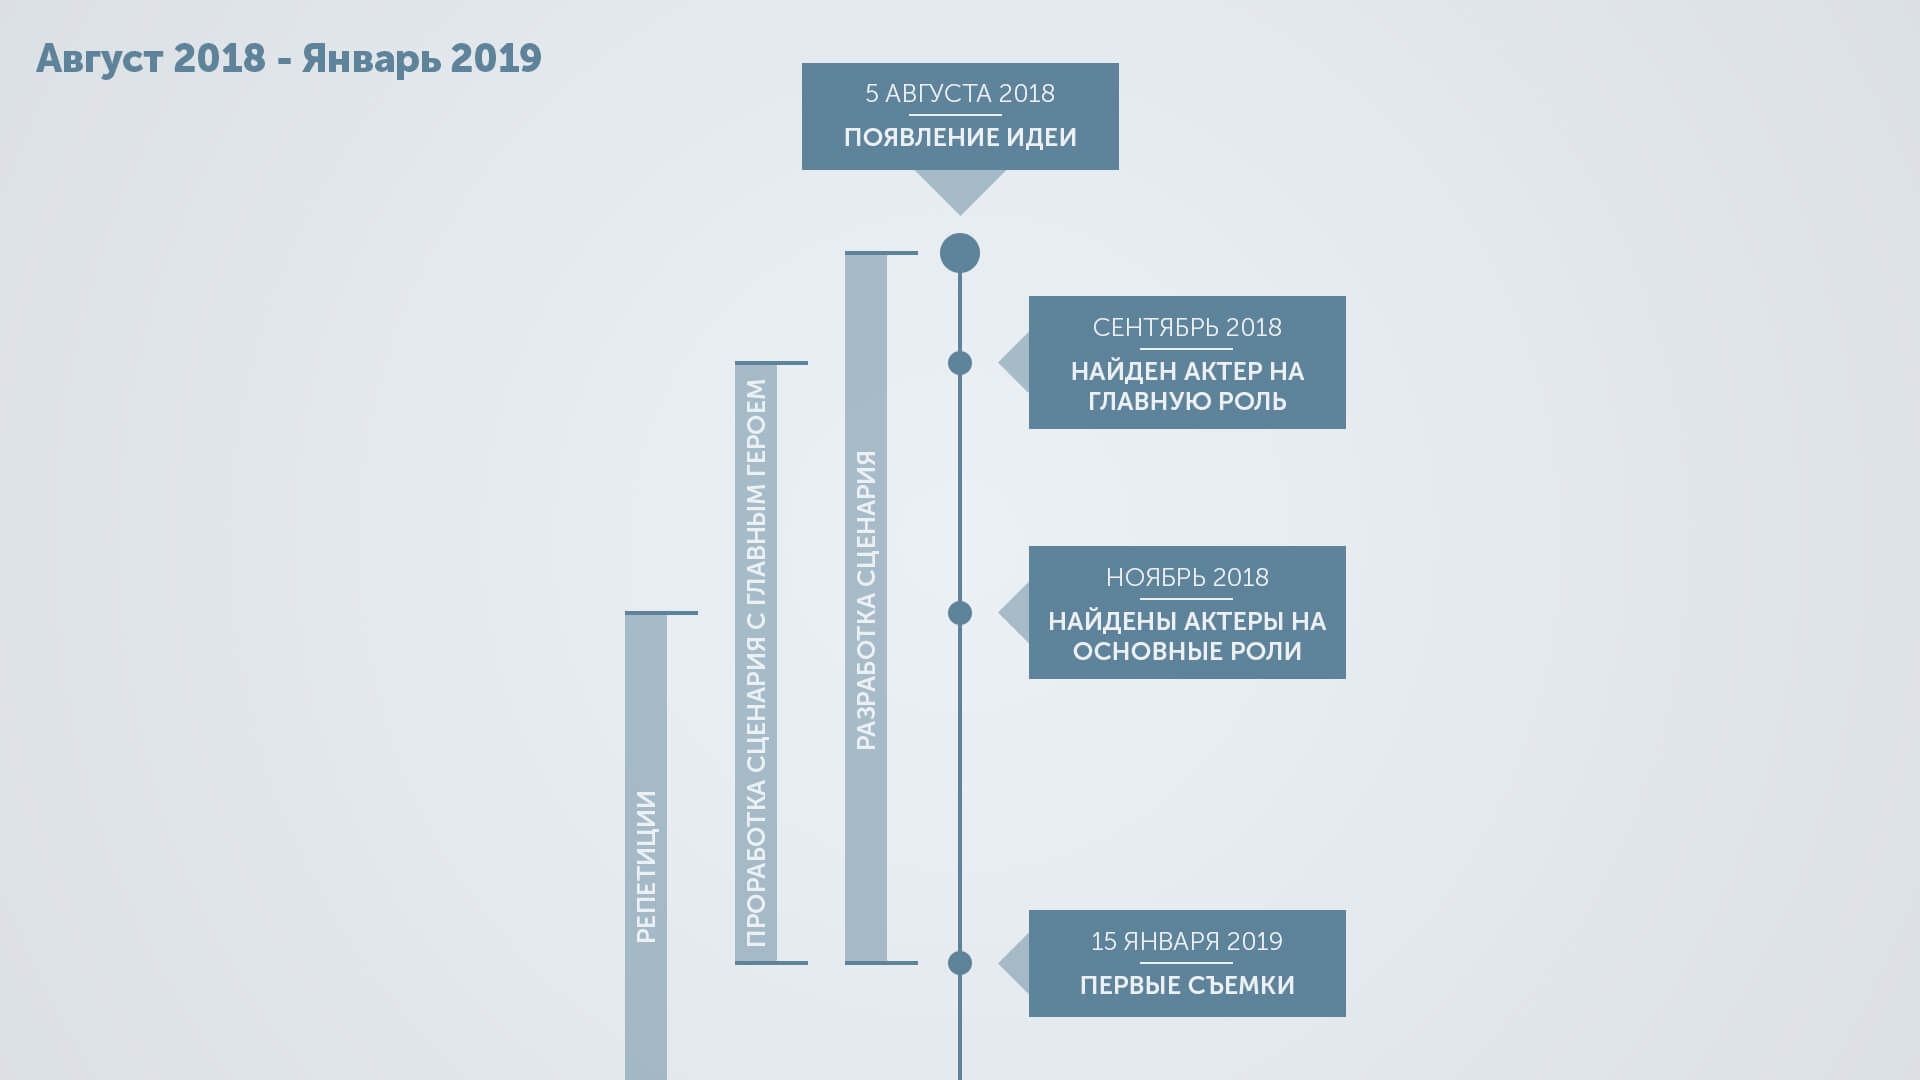 Август 2018 - Январь 2019
5 АВГУСТА 2018
ПОЯВЛЕНИЕ ИДЕИ
СЕНТЯБРЬ 2018
НАЙДЕН АКТЕР НА
ГЛАВНУЮ РОЛЬ
НОЯБРЬ 2018
НАЙДЕНЫ АКТЕРЫ НА
ОСНОВНЫЕ РОЛИ
15 ЯНВАРЯ 2019
ПЕРВЫЕ СЪЕМКИ
РЕПЕТИЦИИ
ПРОРАБОТКА СЦЕНАРИЯ С ГЛАВНЫМ ГЕРОЕМ
РАЗРАБОТКА СЦЕНАРИЯ